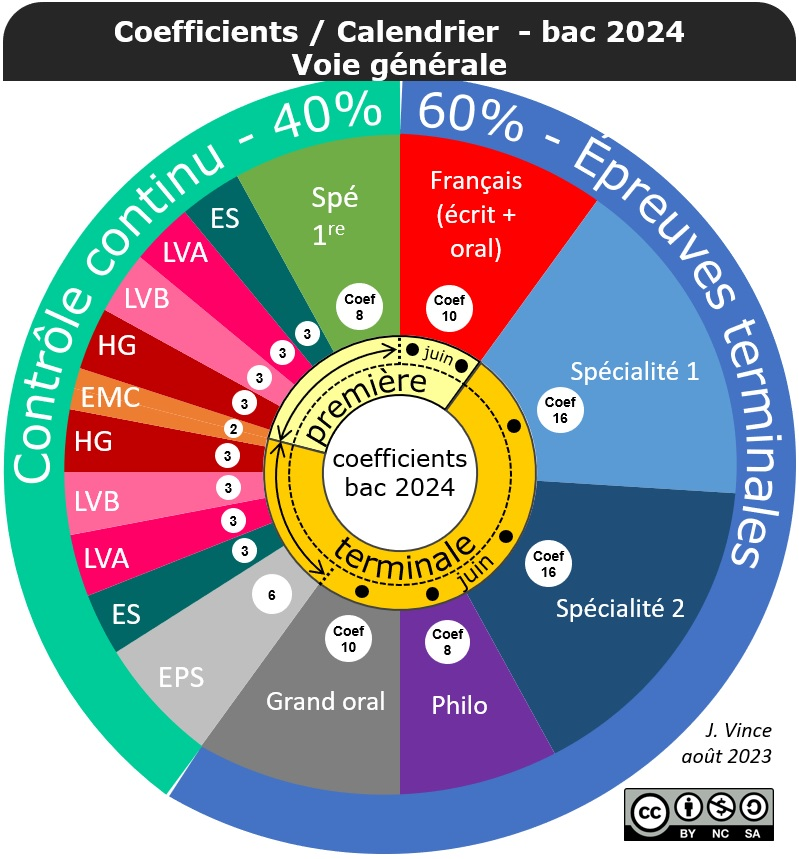 Coefficients / Calendrier - bac 2024
Voie générale
Contrôle continu - 40%
60% - Épreuves terminales
Spé
1re
Coef
8
Français
(écrit +
oral)
Coef
10
Spécialité 1
Coef
16
Spécialité 2
Coef
16
Philo
Coef
8
Grand oral
Coef
10
EPS
6
ES
3
LVA
3
LVB
3
HG
3
EMC
2
HG
3
LVB
3
LVA
3
ES
3
première
juin
terminale
juin
coefficients
bac 2024
J. Vince
août 2023
CC
BY NC SA